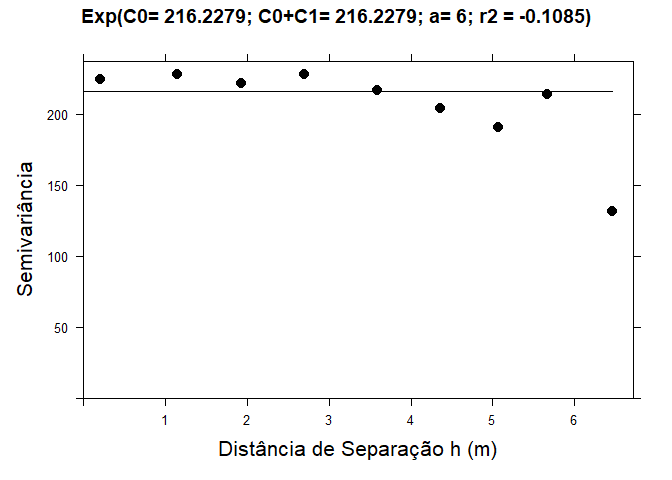 Exp(C0= 216.2279; C0+C1= 216.2279; a= 6; r2 = -0.1085)
Semivariância
200
150
100
50
1 2 3 4 5 6
Distância de Separação h (m)